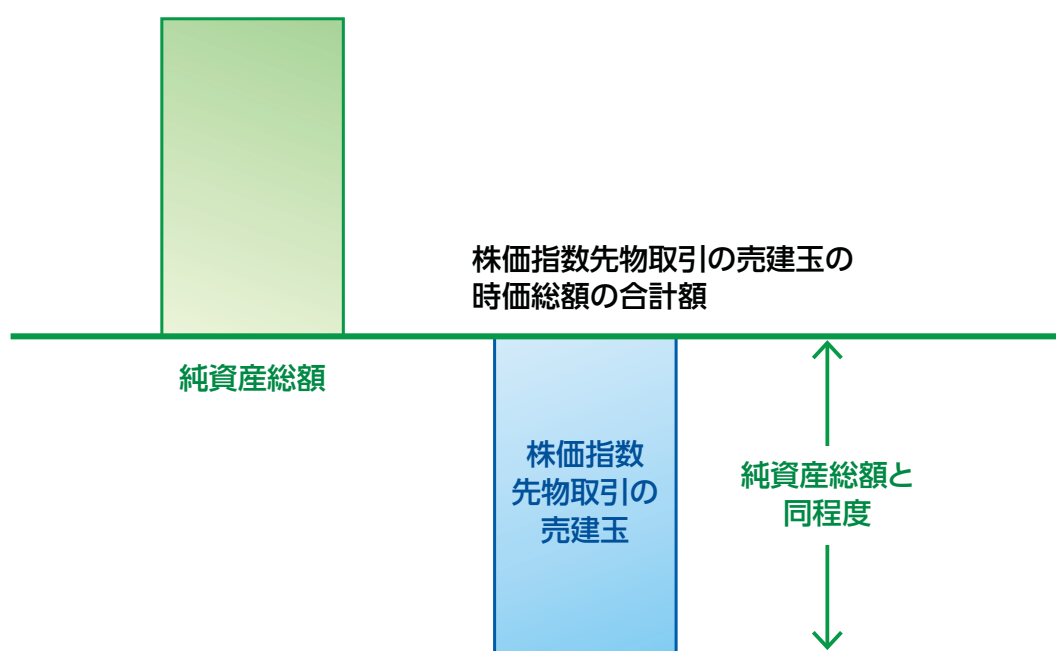 株価指数先物取引の売建玉の
時価総額の合計額
純資産総額
株価指数
先物取引の
売建玉
純資産総額と
同程度